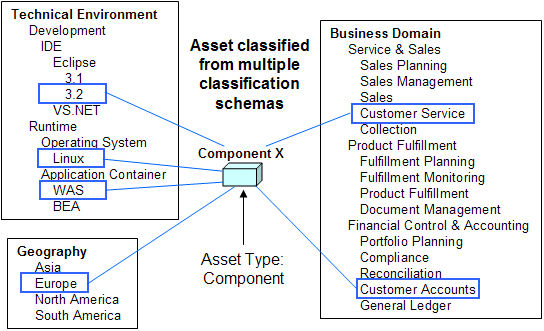 Technical Environment
Development
IDE
Eclipse
3.1
3.2
VS.NET
Runtime
Operating System
Linux
Application Container
WAS
BEA
Geography
Asia
Europe
North America
South America
Asset classified
from multiple
classification
schemas
Component X
Asset Type:
Component
Business Domain
Service & Sales
Sales Planning
Sales Management
Sales
Customer Service
Collection
Product Fulfillment
Fulfillment Planning
Fulfillment Monitoring
Product Fulfillment
Document Management
Financial Control & Accounting
Portfolio Planning
Compliance
Reconciliation
Customer Accounts
General Ledger